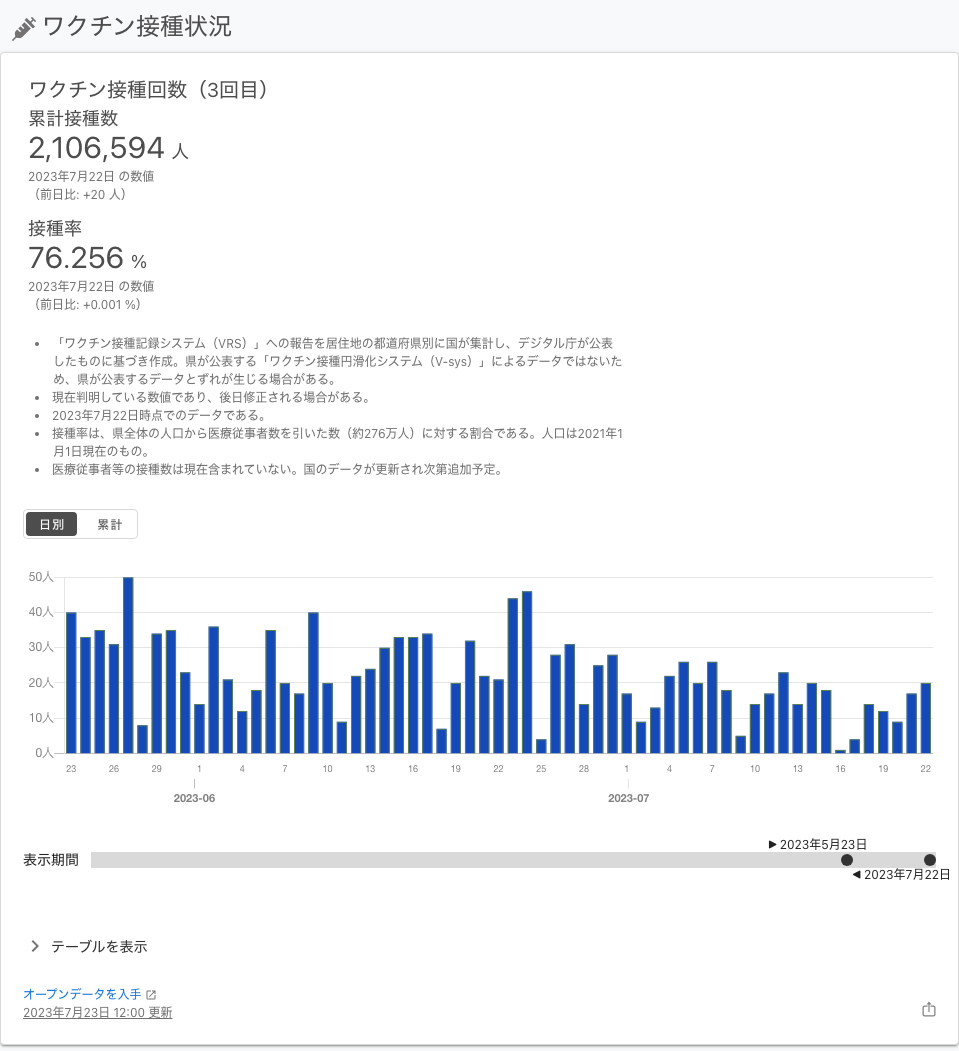 ワクチン接種状況
ワクチン接種回数（3回目）
累計接種数
2,106,594 人
2023年7月22日 の数値
（前日比: +20 人）
接種率
76.256 %
2023年7月22日 の数値
（前日比: +0.001 %）
• 「ワクチン接種記録システム（VRS）」への報告を居住地の都道府県別に国が集計し、デジタル庁が公表
したものに基づき作成。県が公表する「ワクチン接種円滑化システム（V-sys）」によるデータではないた
め、県が公表するデータとずれが生じる場合がある。
• 現在判明している数値であり、後日修正される場合がある。
• 2023年7月22日時点でのデータである。
• 接種率は、県全体の人口から医療従事者数を引いた数（約276万人）に対する割合である。人口は2021年1
月1日現在のもの。
• 医療従事者等の接種数は現在含まれていない。国のデータが更新され次第追加予定。
日別 累計
50人
40人
30人
20人
10人
0人
23 26 29 1 4 7 10 13 16 19 22 25 28 1 4 7 10 13 16 19 22
2023-06 2023-07
▶ 2023年5月23日
表示期間
◀ 2023年7月22日
テーブルを表示
オープンデータを入手
2023年7月23日 12:00 更新